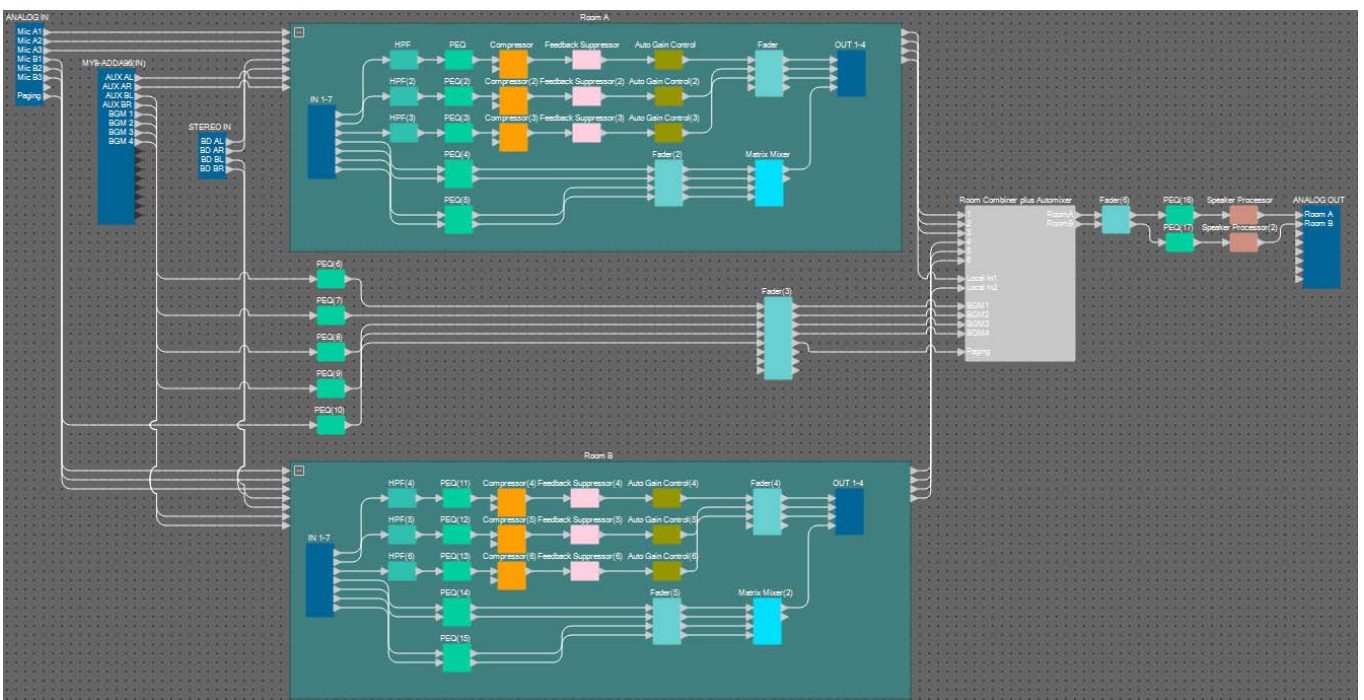 ANALOG IN
Mic A1
Mic A2
Mic A3
Mic B1
Mic B2
Mic B3
Paging
MY8-ADDA96(IN)
AUX AL
AUX AR
AUX BL
AUX BR
BGM 1
BGM 2
BGM 3
BGM 4
STEREO IN
BD AL
BD AR
BD BL
BD BR
Room A
IN 1-7
HPF
PEQ
Compressor
Feedback Suppressor
Auto Gain Control
Fader
OUT 1-4
HPF(2)
PEQ(2)
Compressor(2)
Feedback Suppressor(2)
Auto Gain Control(2)
HPF(3)
PEQ(3)
Compressor(3)
Feedback Suppressor(3)
Auto Gain Control(3)
PEQ(4)
Fader(2)
Matrix Mixer
PEQ(5)
PEQ(6)
PEQ(7)
PEQ(8)
PEQ(9)
PEQ(10)
Fader(3)
Room Combiner plus Automixer
1
2
3
4
5
6
Local In1
Local In2
BGM1
BGM2
BGM3
BGM4
Paging
RoomA
RoomB
Fader(6)
PEQ(16)
Speaker Processor
PEQ(17)
Speaker Processor(2)
ANALOG OUT
Room A
Room B
Room B
IN 1-7
HPF(4)
PEQ(11)
Compressor(4)
Feedback Suppressor(4)
Auto Gain Control(4)
Fader(4)
OUT 1-4
HPF(5)
PEQ(12)
Compressor(5)
Feedback Suppressor(5)
Auto Gain Control(5)
HPF(6)
PEQ(13)
Compressor(6)
Feedback Suppressor(6)
Auto Gain Control(6)
PEQ(14)
Fader(5)
Matrix Mixer(2)
PEQ(15)